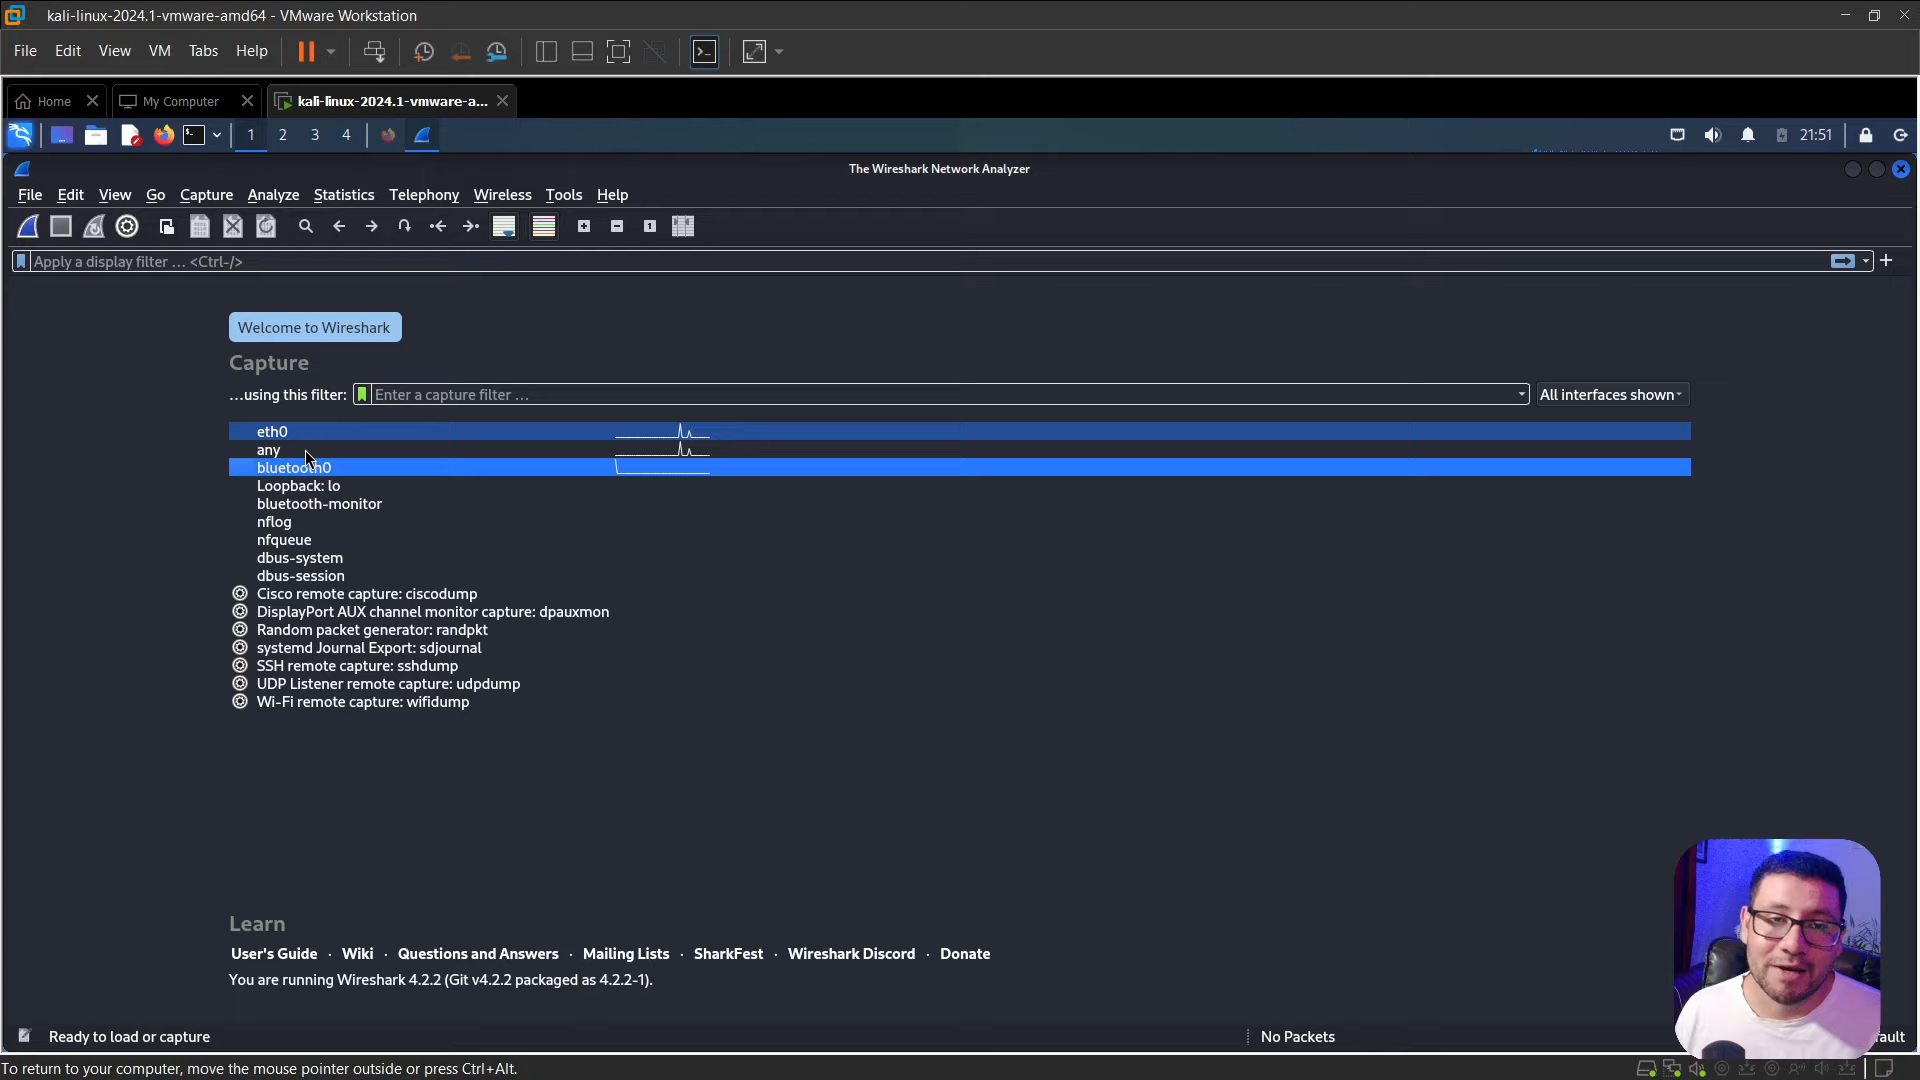 kali-linux-2024.1-vmware-amd64 - VMware Workstation
File Edit View VM Tabs Help
Home My Computer kali-linux-2024.1-vmware-a...
1 2 3 4 21:51
The Wireshark Network Analyzer
File Edit View Go Capture Analyze Statistics Telephony Wireless Tools Help
Apply a display filter … <Ctrl-/>
Welcome to Wireshark
Capture
…using this filter: Enter a capture filter … All interfaces shown
eth0
any
bluetooth0
Loopback: lo
bluetooth-monitor
nflog
nfqueue
dbus-system
dbus-session
Cisco remote capture: ciscodump
DisplayPort AUX channel monitor capture: dpauxmon
Random packet generator: randpkt
systemd Journal Export: sdjournal
SSH remote capture: sshdump
UDP Listener remote capture: udpdump
Wi-Fi remote capture: wifidump
Learn
User's Guide · Wiki · Questions and Answers · Mailing Lists · SharkFest · Wireshark Discord · Donate
You are running Wireshark 4.2.2 (Git v4.2.2 packaged as 4.2.2-1).
Ready to load or capture No Packets
To return to your computer, move the mouse pointer outside or press Ctrl+Alt.